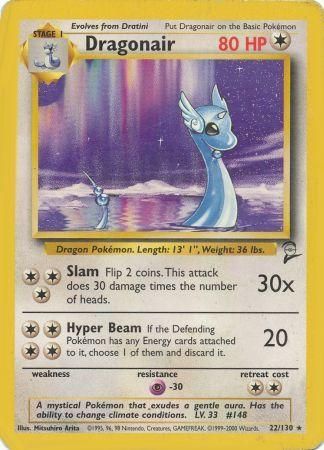 STAGE 1
Evolves from Dratini
Put Dragonair on the Basic Pokémon
Dragonair
80 HP
Dragon Pokémon. Length: 13' 1", Weight: 36 lbs.
Slam Flip 2 coins. This attack
does 30 damage times the number
of heads.
30x
Hyper Beam If the Defending
Pokémon has any Energy cards attached
to it, choose 1 of them and discard it.
20
weakness
resistance
retreat cost
-30
A mystical Pokémon that exudes a gentle aura. Has the
ability to change climate conditions. LV. 33 #148
Illus. Mitsuhiro Arita
©1995, 96, 98 Nintendo, Creatures, GAMEFREAK. ©1999-2000 Wizards.
22/130 ★